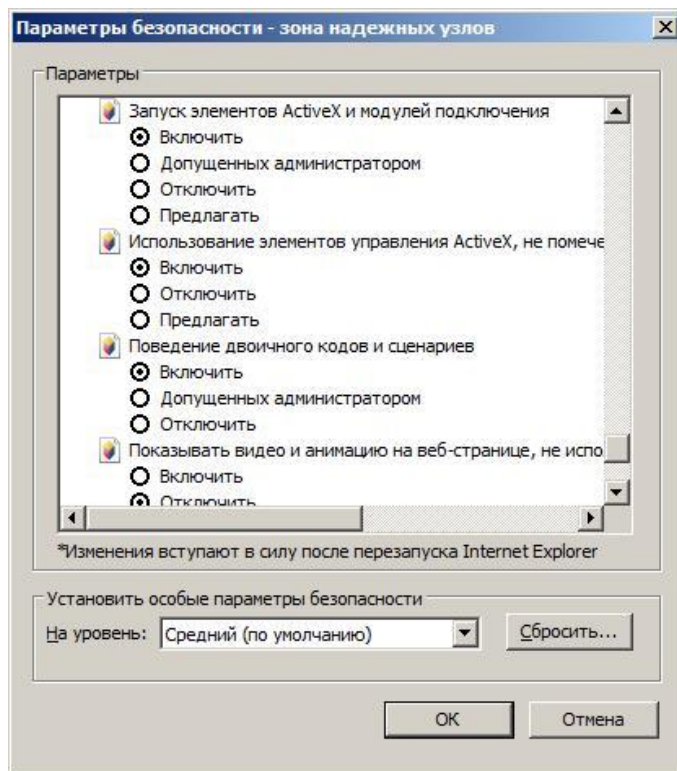 Параметры безопасности - зона надежных узлов
Параметры
Запуск элементов ActiveX и модулей подключения
Включить
Допущенных администратором
Отключить
Предлагать
Использование элементов управления ActiveX, не помече
Включить
Отключить
Предлагать
Поведение двоичного кодов и сценариев
Включить
Допущенных администратором
Отключить
Показывать видео и анимацию на веб-странице, не испо
Включить
Отключить
*Изменения вступают в силу после перезапуска Internet Explorer
Установить особые параметры безопасности
На уровень: Средний (по умолчанию) Сбросить...
ОК Отмена